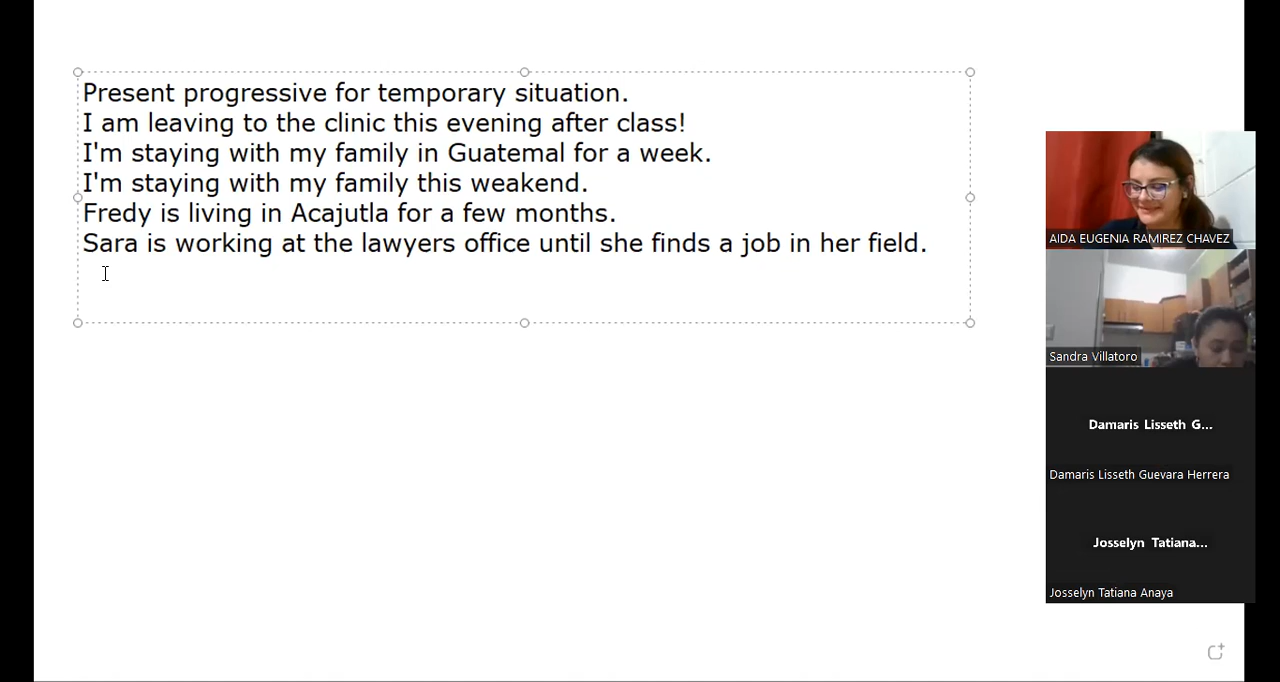 Present progressive for temporary situation.
I am leaving to the clinic this evening after class!
I'm staying with my family in Guatemal for a week.
I'm staying with my family this weakend.
Fredy is living in Acajutla for a few months.
Sara is working at the lawyers office until she finds a job in her field.
AIDA EUGENIA RAMIREZ CHAVEZ
Sandra Villatoro
Damaris Lisseth G...
Damaris Lisseth Guevara Herrera
Josselyn Tatiana...
Josselyn Tatiana Anaya